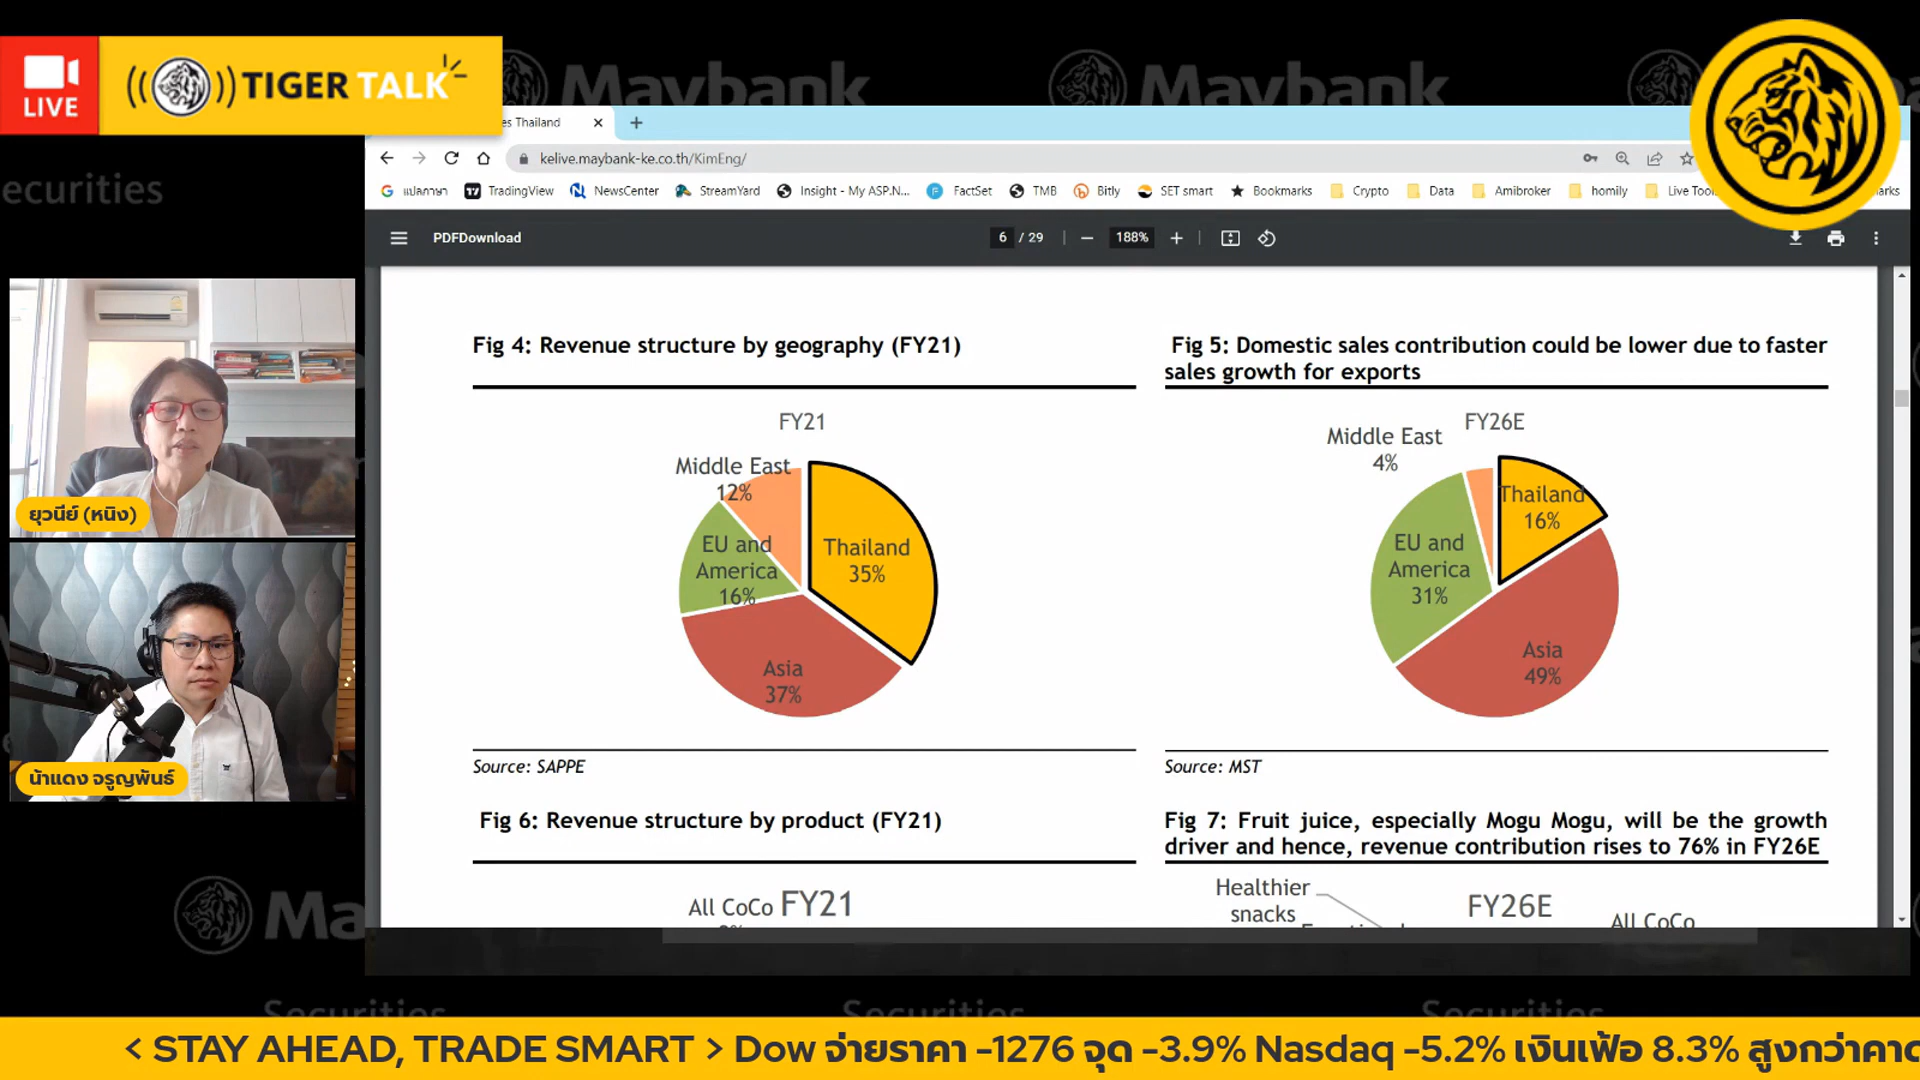 LIVE
TIGER TALK
Maybank
Maybank
ecurities
es Thailand
kelive.maybank-ke.co.th/KimEng/
แปลภาษา TradingView NewsCenter StreamYard Insight - My ASP.N... FactSet TMB Bitly SET smart Bookmarks Crypto Data Amibroker homily Live Tool
PDFDownload
6 / 29
188%
Fig 4: Revenue structure by geography (FY21)
FY21
Middle East
12%
Thailand
35%
EU and
America
16%
Asia
37%
Source: SAPPE
Fig 5: Domestic sales contribution could be lower due to faster
sales growth for exports
FY26E
Middle East
4%
Thailand
16%
EU and
America
31%
Asia
49%
Source: MST
Fig 6: Revenue structure by product (FY21)
All CoCo FY21
Fig 7: Fruit juice, especially Mogu Mogu, will be the growth
driver and hence, revenue contribution rises to 76% in FY26E
Healthier
snacks
FY26E
All CoCo
ยุวนีย์ (หนิง)
น้าแดง จรูญพันธ์
Ma
Securities
Securities
Securities
< STAY AHEAD, TRADE SMART > Dow จ่ายราคา -1276 จุด -3.9% Nasdaq -5.2% เงินเฟ้อ 8.3% สูงกว่าคาด